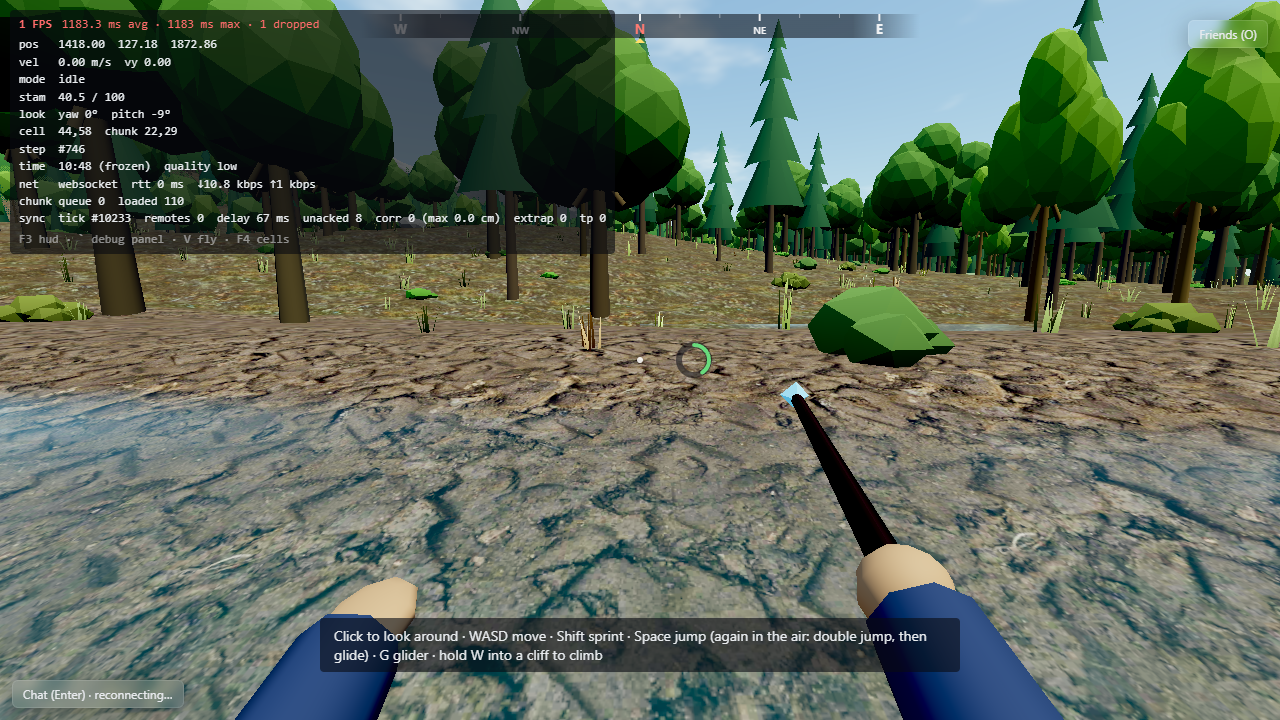 1 FPS 1183.3 ms avg · 1183 ms max · 1 dropped
pos 1418.00 127.18 1872.86
vel 0.00 m/s vy 0.00
mode idle
stam 40.5 / 100
look yaw 0° pitch -9°
cell 44,58 chunk 22,29
step #746
time 10:48 (frozen) quality low
net websocket rtt 0 ms ↓10.8 kbps ↑1 kbps
chunk queue 0 loaded 110
sync tick #10233 remotes 0 delay 67 ms unacked 8 corr 0 (max 0.0 cm) extrap 0 tp 0
F3 hud · debug panel · V fly · F4 cells
W NW N NE E
Friends (O)
Click to look around · WASD move · Shift sprint · Space jump (again in the air: double jump, then
glide) · G glider · hold W into a cliff to climb
Chat (Enter) · reconnecting...